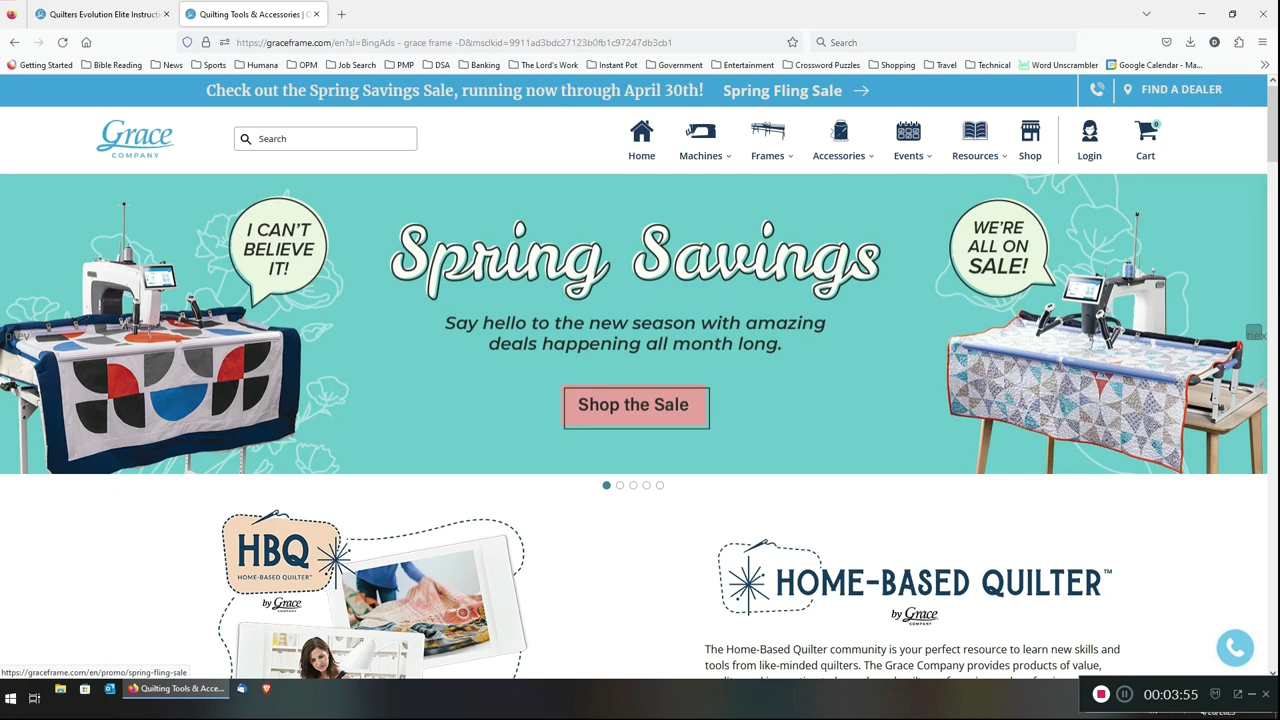 Quilters Evolution Elite Instructi
Quilting Tools & Accessories | C
https://graceframe.com/en?sl=BingAds - grace frame -D&msclkid=9911ad3bdc27123b0fb1c97247db3cb1
Search
Getting Started
Bible Reading
News
Sports
Humana
OPM
Job Search
PMP
DSA
Banking
The Lord's Work
Instant Pot
Government
Entertainment
Crossword Puzzles
Shopping
Travel
Technical
Word Unscrambler
Google Calendar - Ma...
Check out the Spring Savings Sale, running now through April 30th!
Spring Fling Sale
FIND A DEALER
Grace
COMPANY
Search
Home
Machines
Frames
Accessories
Events
Resources
Shop
Login
0
Cart
I CAN'T
BELIEVE
IT!
Spring Savings
WE'RE
ALL ON
SALE!
Say hello to the new season with amazing
deals happening all month long.
prev
Shop the Sale
HBQ
HOME-BASED QUILTER™
by Grace
COMPANY
HOME-BASED QUILTER™
by Grace
COMPANY
The Home-Based Quilter community is your perfect resource to learn new skills and
tools from like-minded quilters. The Grace Company provides products of value,
https://graceframe.com/en/promo/spring-fling-sale
Quilting Tools & Acce...
00:03:55